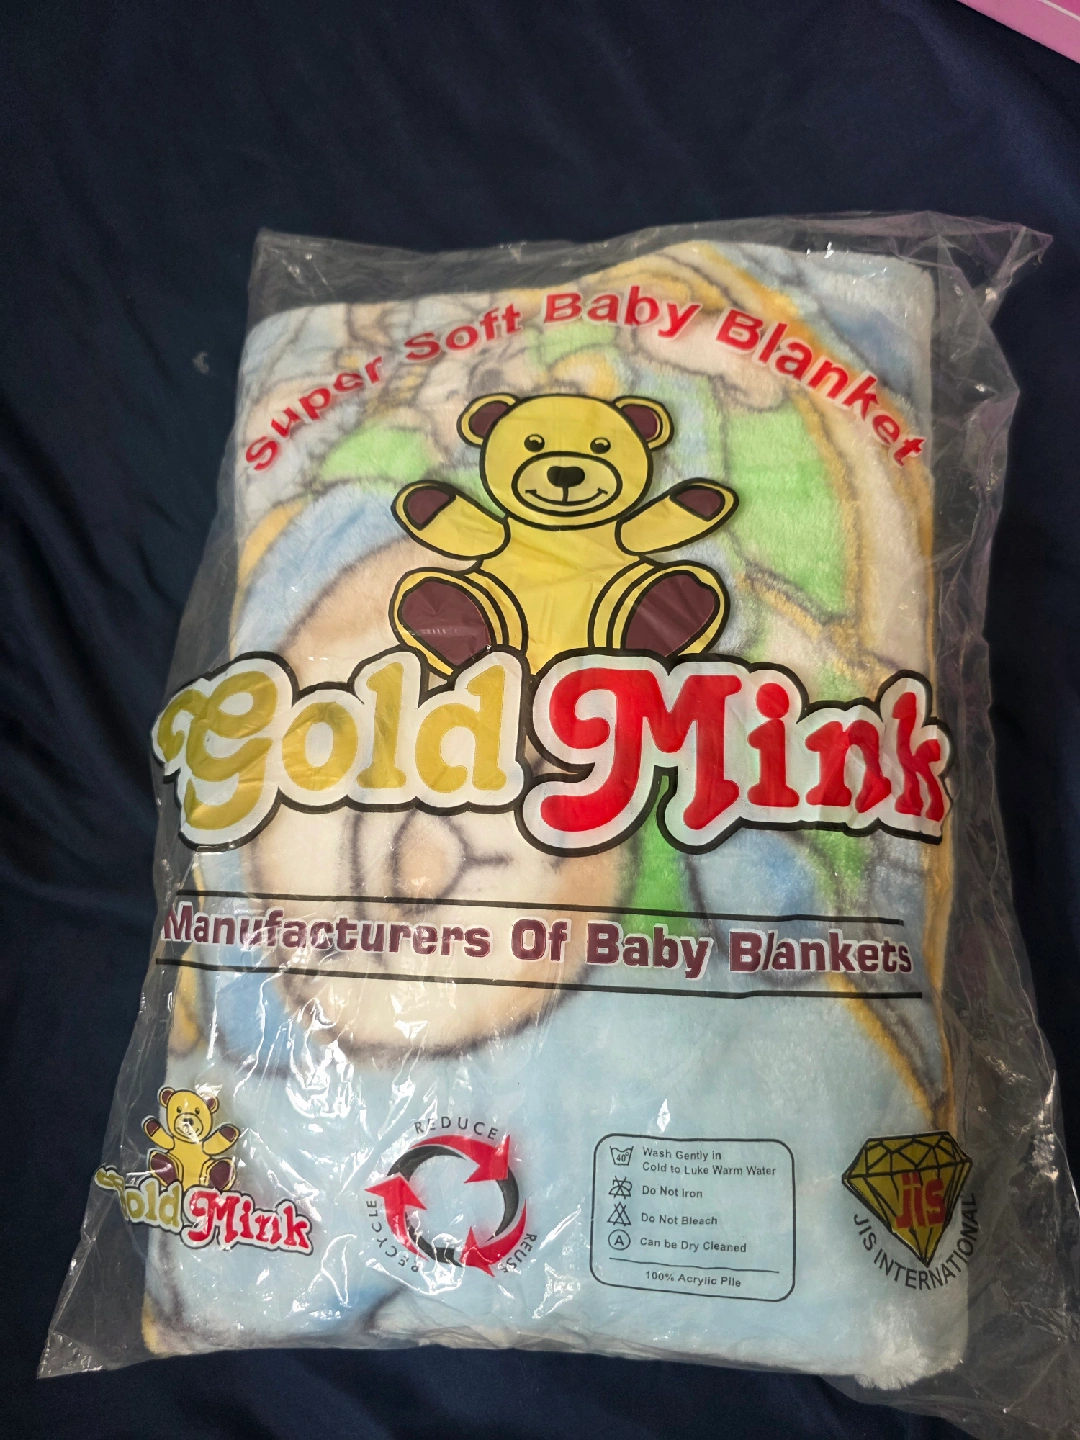 Super Soft Baby Blanket
Gold Mink
Manufacturers Of Baby Blankets
Gold Mink
REDUCE
REUSE
RECYCLE
40°
Wash Gently in
Cold to Luke Warm Water
Do Not Iron
Do Not Bleach
A
Can be Dry Cleaned
100% Acrylic Pile
jis
JIS INTERNATIONAL